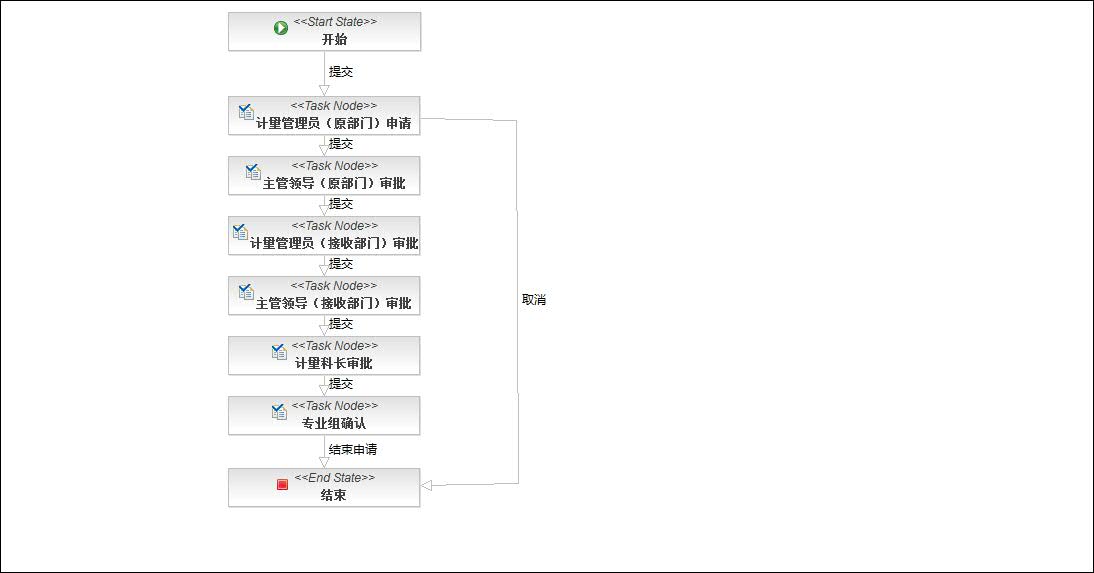 <<Start State>>
开始
提交
<<Task Node>>
计量管理员（原部门）申请
提交
<<Task Node>>
主管领导（原部门）审批
提交
<<Task Node>>
计量管理员（接收部门）审批
提交
<<Task Node>>
主管领导（接收部门）审批
取消
提交
<<Task Node>>
计量科长审批
提交
<<Task Node>>
专业组确认
结束申请
<<End State>>
结束